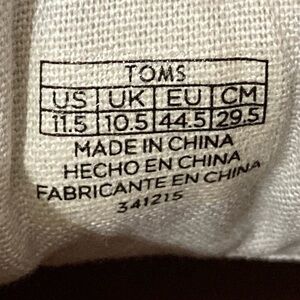 TOMS
US UK EU CM
11.5 10.5 44.5 29.5
MADE IN CHINA
HECHO EN CHINA
FABRICANTE EN CHINA
341215